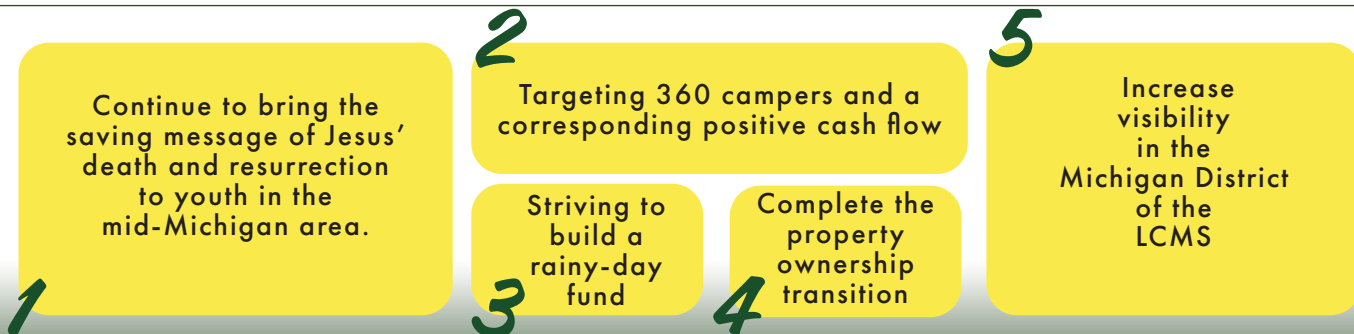 1
Continue to bring the
saving message of Jesus’
death and resurrection
to youth in the
mid-Michigan area.
2
Targeting 360 campers and a
corresponding positive cash flow
3
Striving to
build a
rainy-day
fund
4
Complete the
property
ownership
transition
5
Increase
visibility
in the
Michigan District
of the
LCMS